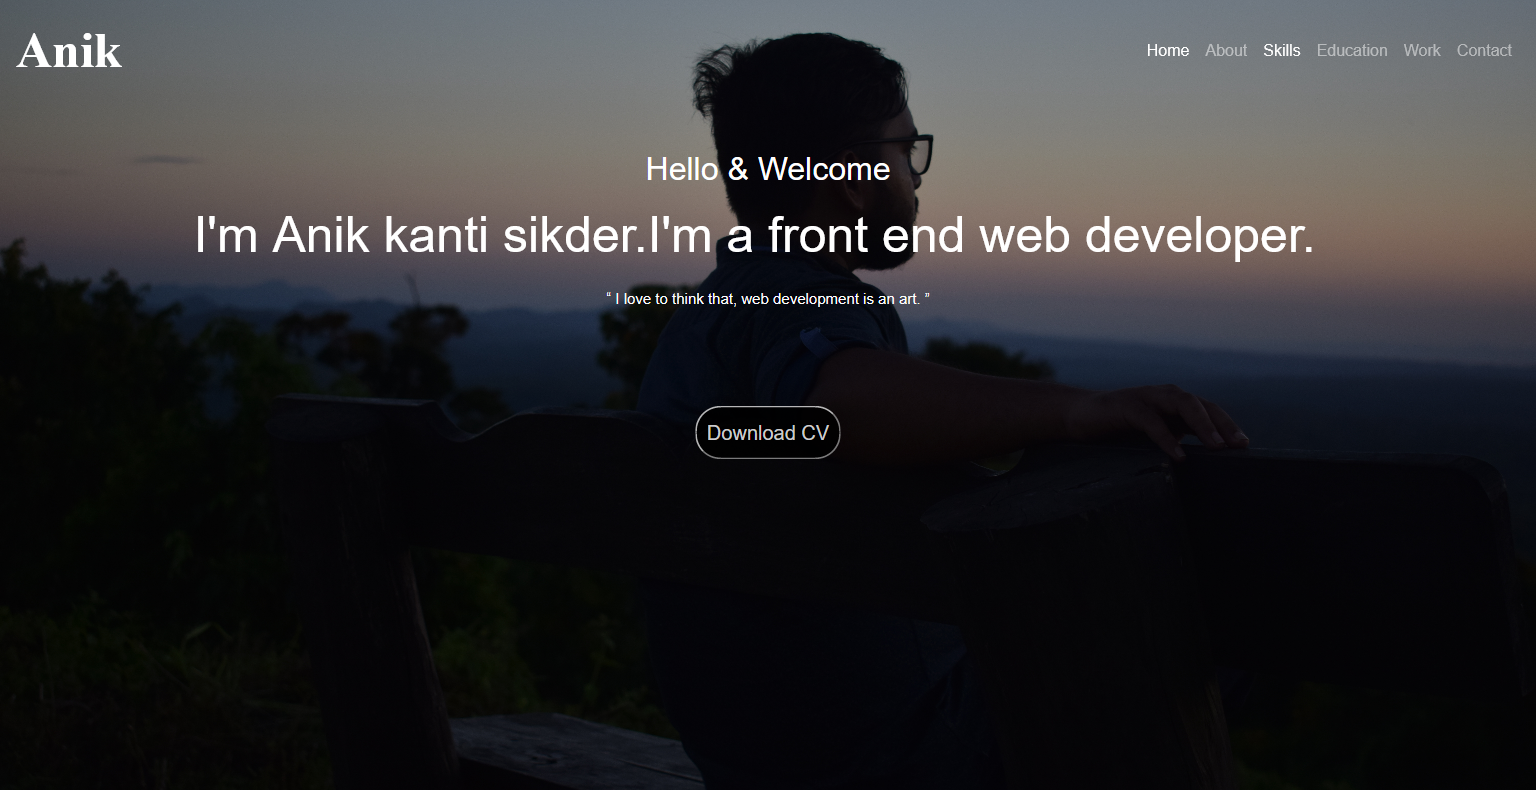 Anik
Home About Skills Education Work Contact
Hello & Welcome
I'm Anik kanti sikder.I'm a front end web developer.
“ I love to think that, web development is an art. ”
Download CV